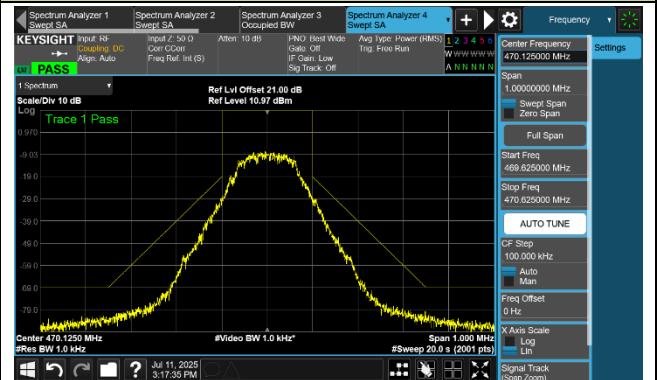 Spectrum Analyzer 1
Swept SA
Spectrum Analyzer 2
Swept SA
Spectrum Analyzer 3
Occupied BW
Spectrum Analyzer 4
Swept SA
Frequency
KEYSIGHT
Input: RF
Coupling: DC
Align: Auto
Input Z: 50 Ω
Corr CCorr
Freq Ref: Int (S)
Atten: 10 dB
PNO: Best Wide
Gate: Off
IF Gain: Low
Sig Track: Off
Avg Type: Power (RMS)
Trig: Free Run
1 2 3 4 5 6
W W W W W W
A N N N N N
PASS
1 Spectrum
Scale/Div 10 dB
Ref Lvl Offset 21.00 dB
Ref Level 10.97 dBm
Log
Trace 1 Pass
0.970
-9.03
-19.0
-29.0
-39.0
-49.0
-59.0
-69.0
-79.0
Center 470.1250 MHz
#Res BW 1.0 kHz
#Video BW 1.0 kHz*
Span 1.000 MHz
#Sweep 20.0 s (2001 pts)
Jul 11, 2025
3:17:35 PM
Settings
Center Frequency
470.125000 MHz
Span
1.00000000 MHz
Swept Span
Zero Span
Full Span
Start Freq
469.625000 MHz
Stop Freq
470.625000 MHz
AUTO TUNE
CF Step
100.000 kHz
Auto
Man
Freq Offset
0 Hz
X Axis Scale
Log
Lin
Signal Track
(Span Zoom)